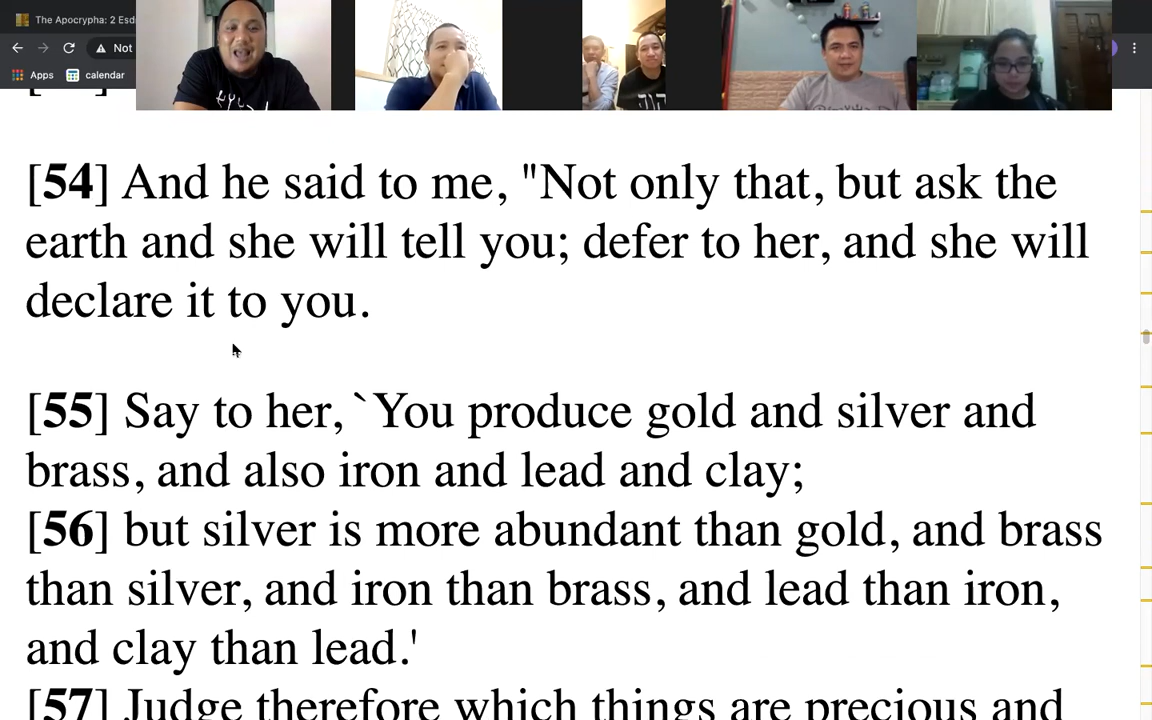 The Apocrypha: 2 Esd
Not
Apps
calendar
[54] And he said to me, "Not only that, but ask the
earth and she will tell you; defer to her, and she will
declare it to you.
[55] Say to her, `You produce gold and silver and
brass, and also iron and lead and clay;
[56] but silver is more abundant than gold, and brass
than silver, and iron than brass, and lead than iron,
and clay than lead.'
[57] Judge therefore which things are precious and